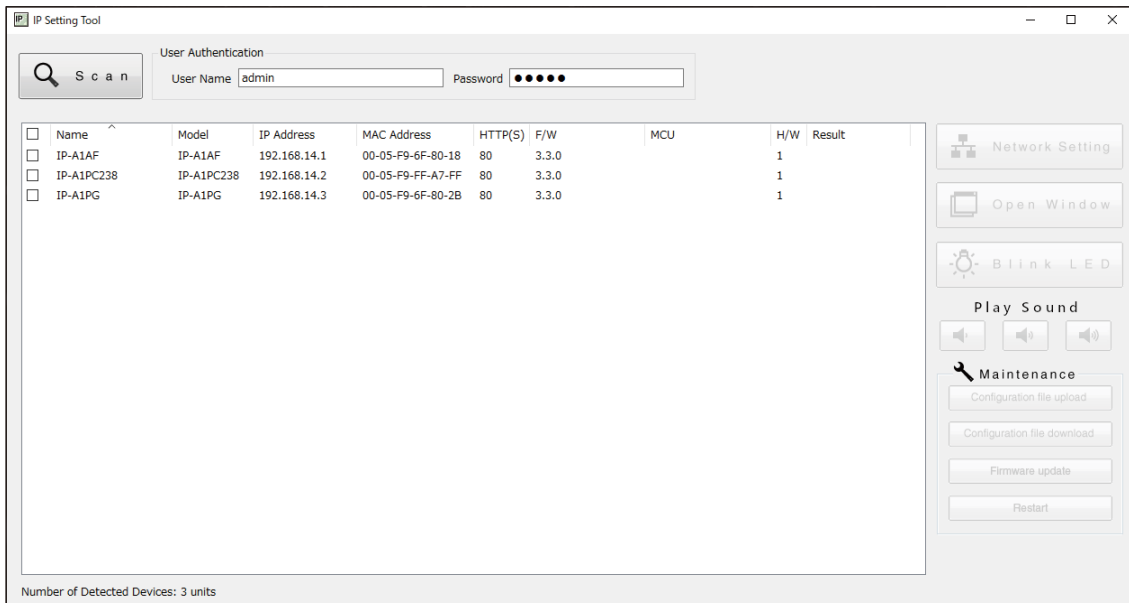 IP IP Setting Tool
User Authentication
Scan User Name admin Password ●●●●●
Name Model IP Address MAC Address HTTP(S) F/W MCU H/W Result
IP-A1AF IP-A1AF 192.168.14.1 00-05-F9-6F-80-18 80 3.3.0 1
IP-A1PC238 IP-A1PC238 192.168.14.2 00-05-F9-FF-A7-FF 80 3.3.0 1
IP-A1PG IP-A1PG 192.168.14.3 00-05-F9-6F-80-2B 80 3.3.0 1
Network Setting
Open Window
Blink LED
Play Sound
Maintenance
Configuration file upload
Configuration file download
Firmware update
Restart
Number of Detected Devices: 3 units